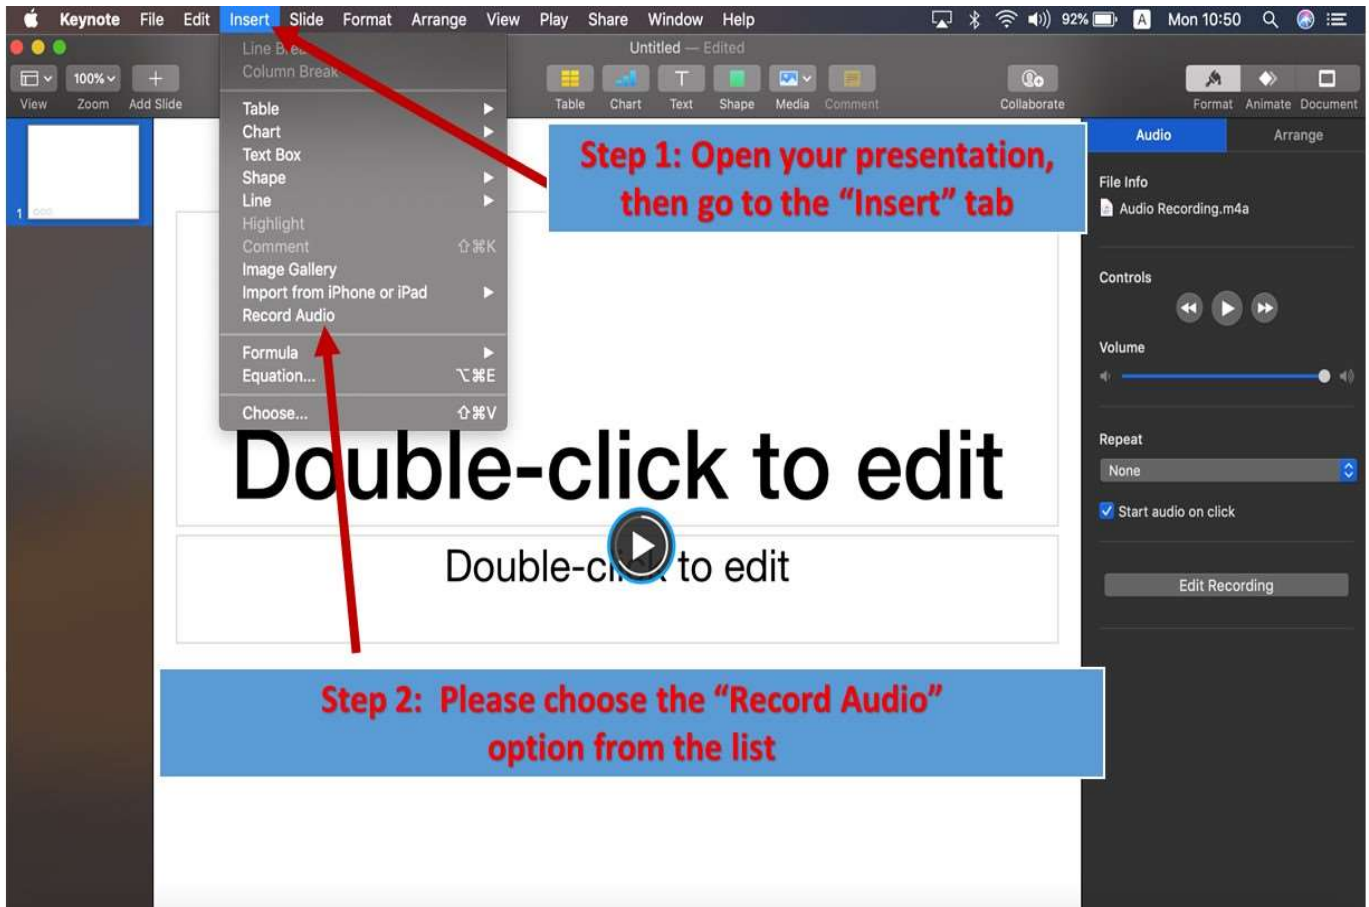 Keynote File Edit Insert Slide Format Arrange View Play Share Window Help 92% A Mon 10:50
Untitled — Edited
100%
View Zoom Add Slide Table Chart Text Shape Media Comment Collaborate Format Animate Document
Line
Column Break
Table
Chart
Text Box
Shape
Line
Highlight
Comment ⇧⌘K
Image Gallery
Import from iPhone or iPad
Record Audio
Formula
Equation... ⌥⌘E
Choose... ⇧⌘V
1
Step 1: Open your presentation,
then go to the “Insert” tab
Double-click to edit
Double-click to edit
Step 2: Please choose the “Record Audio”
option from the list
Audio Arrange
File Info
Audio Recording.m4a
Controls
Volume
Repeat
None
Start audio on click
Edit Recording